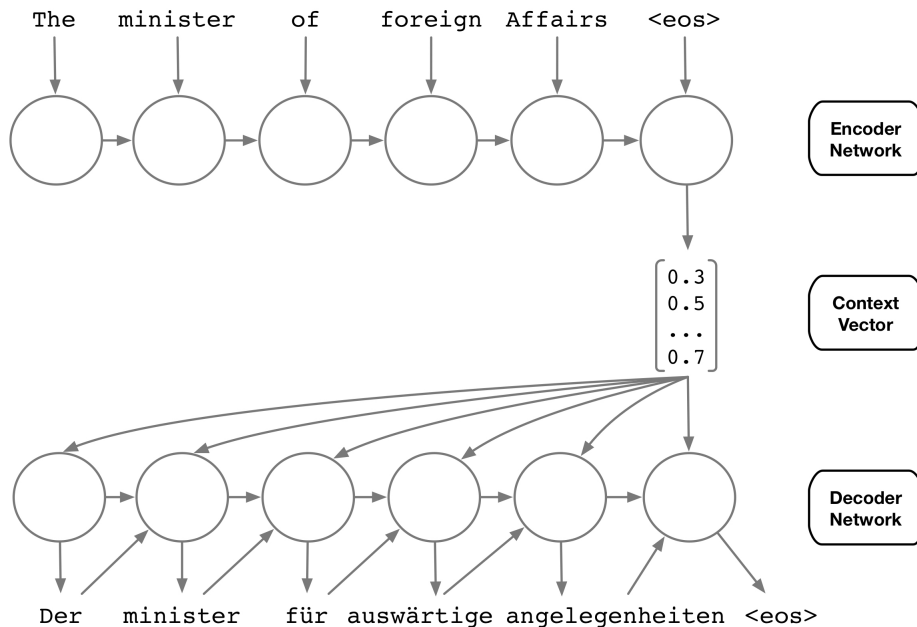 The minister of foreign Affairs <eos>
Encoder
Network
0.3
0.5
...
0.7
Context
Vector
Decoder
Network
Der minister für auswärtige angelegenheiten <eos>